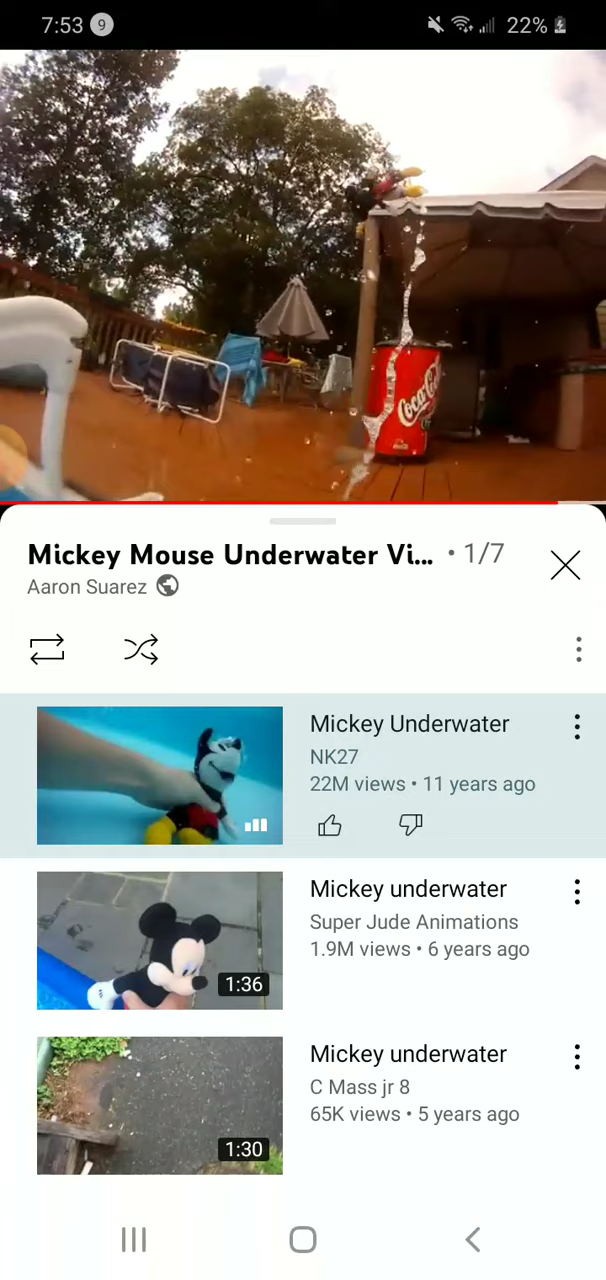 7:53 9 22%
Coca-Cola
Mickey Mouse Underwater Vi... • 1/7
Aaron Suarez
Mickey Underwater
NK27
22M views • 11 years ago
Mickey underwater
Super Jude Animations
1.9M views • 6 years ago
1:36
Mickey underwater
C Mass jr 8
65K views • 5 years ago
1:30